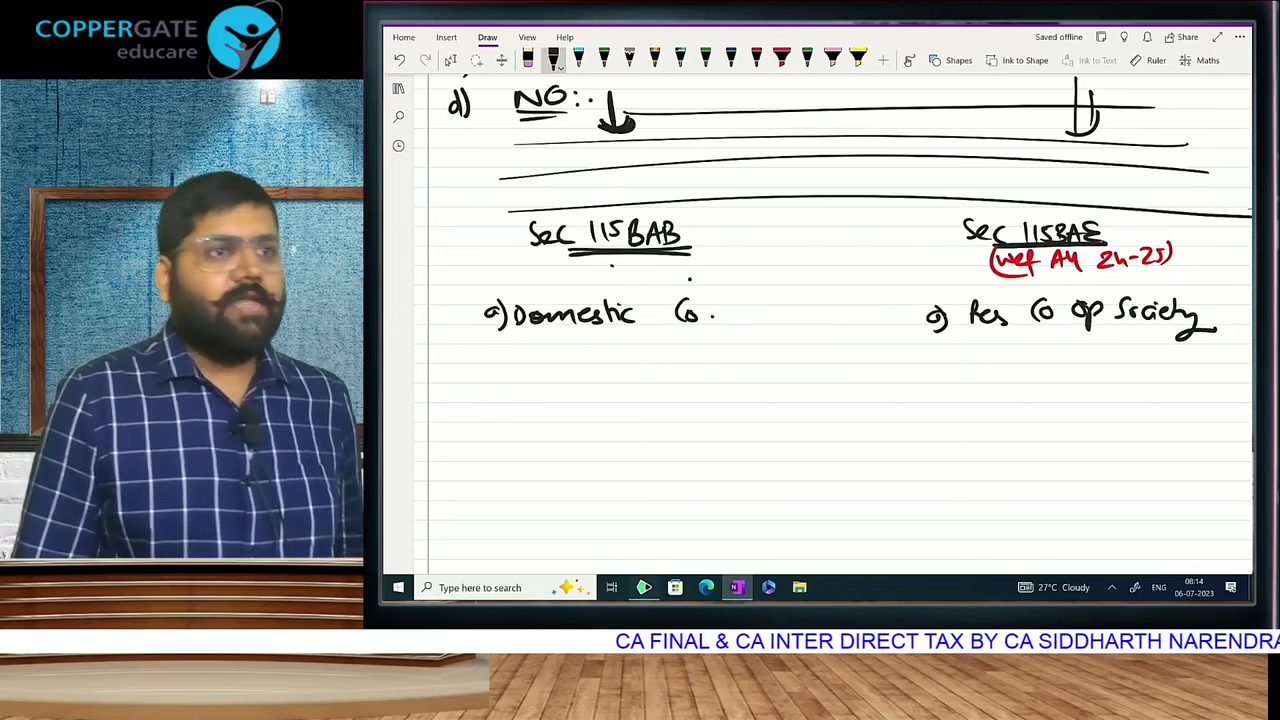 COPPERGATE
educare
Home Insert Draw View Help
Saved offline
Share
Shapes
Ink to Shape
Ink to Text
Ruler
Maths
d) NO:-
Sec 115BAB
Sec 115BAE
(wef AY 24-25)
a) Domestic Co.
a) Res Co Op Society
Type here to search
27°C Cloudy
ENG
08:14
06-07-2023
CA FINAL & CA INTER DIRECT TAX BY CA SIDDHARTH NARENDRA